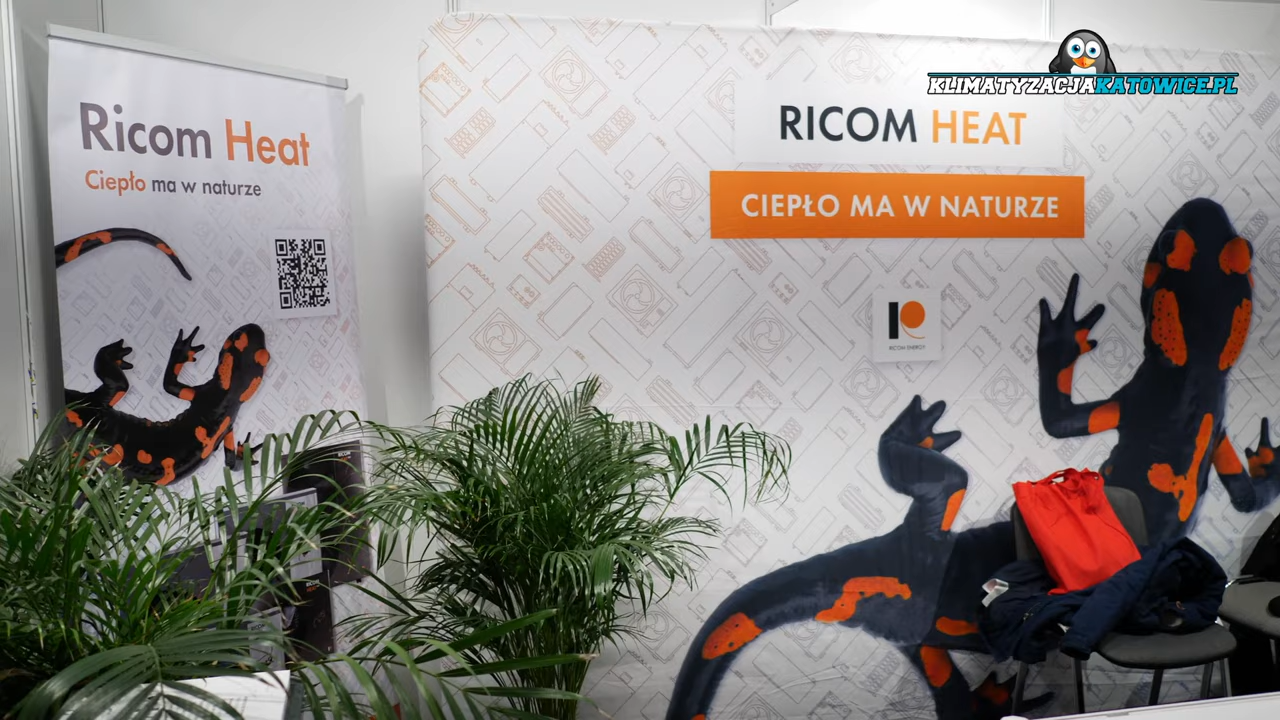 Ricom Heat
Ciepło ma w naturze
KLIMATYZACJAKATOWICE.PL
RICOM HEAT
CIEPŁO MA W NATURZE
RICOM ENERGY